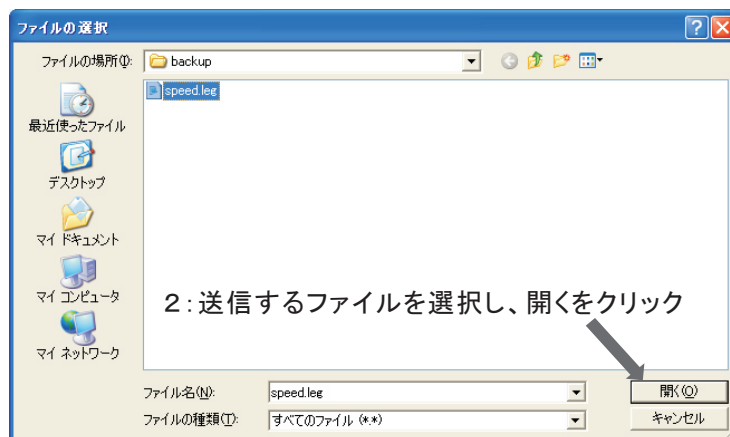 ファイルの選択
ファイルの場所(I):
backup
speed.leg
最近使ったファイル
デスクトップ
マイ ドキュメント
マイ コンピュータ
マイ ネットワーク
2:送信するファイルを選択し、開くをクリック
ファイル名(N):
speed.leg
開く(O)
ファイルの種類(T):
すべてのファイル (*.*)
キャンセル